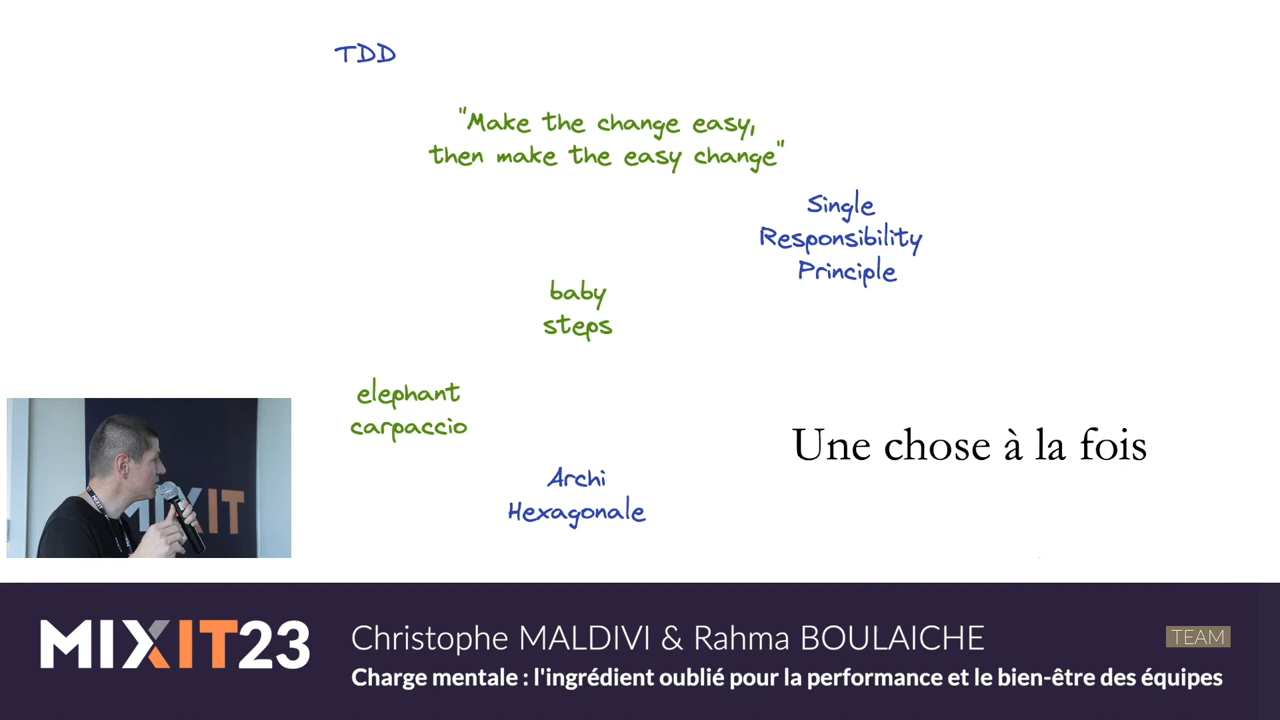 TDD
"Make the change easy,
then make the easy change"
Single
Responsibility
Principle
baby
steps
elephant
carpaccio
Une chose à la fois
Archi
Hexagonale
MIXIT
MIXIT23
Christophe MALDIVI & Rahma BOULAICHE
TEAM
Charge mentale : l'ingrédient oublié pour la performance et le bien-être des équipes